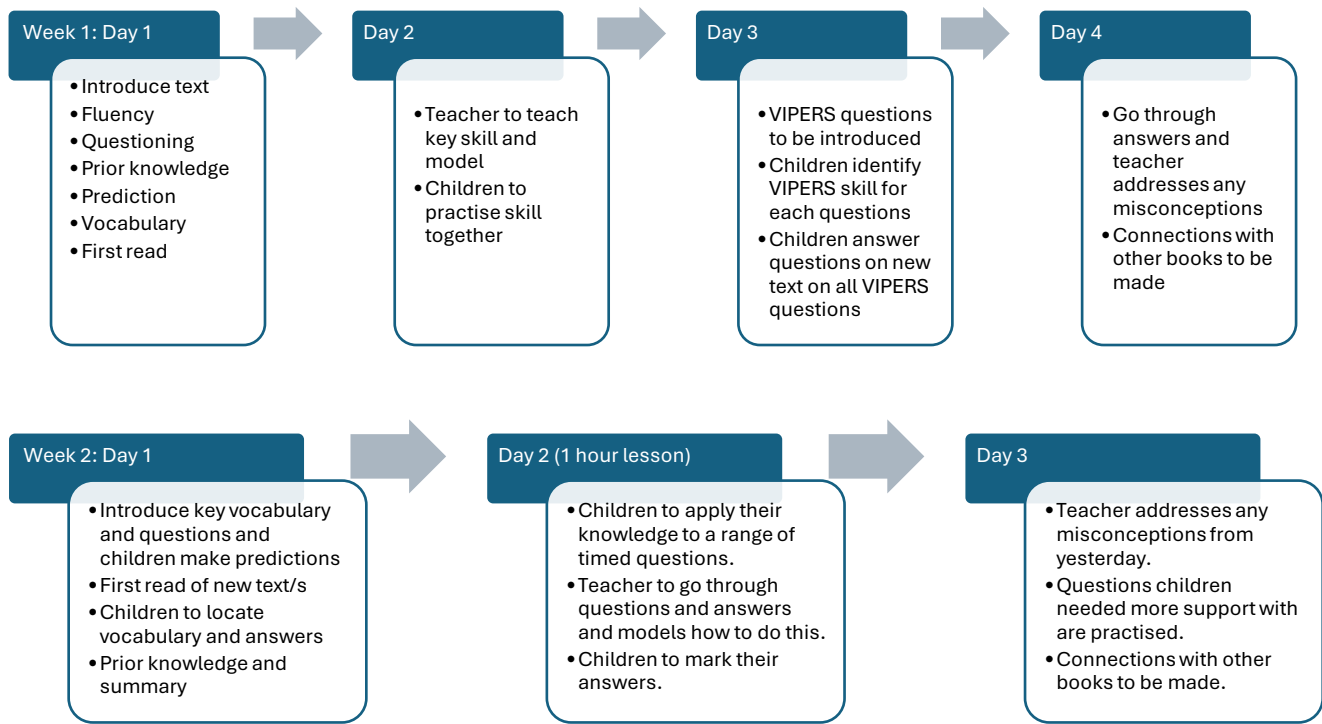 Week 1: Day 1
• Introduce text
• Fluency
• Questioning
• Prior knowledge
• Prediction
• Vocabulary
• First read
Day 2
• Teacher to teach
key skill and
model
• Children to
practise skill
together
Day 3
• VIPERS questions
to be introduced
• Children identify
VIPERS skill for
each questions
• Children answer
questions on new
text on all VIPERS
questions
Day 4
• Go through
answers and
teacher
addresses any
misconceptions
• Connections with
other books to be
made
Week 2: Day 1
• Introduce key vocabulary
and questions and
children make predictions
• First read of new text/s
• Children to locate
vocabulary and answers
• Prior knowledge and
summary
Day 2 (1 hour lesson)
• Children to apply their
knowledge to a range of
timed questions.
• Teacher to go through
questions and answers
and models how to do this.
• Children to mark their
answers.
Day 3
• Teacher addresses any
misconceptions from
yesterday.
• Questions children
needed more support with
are practised.
• Connections with other
books to be made.